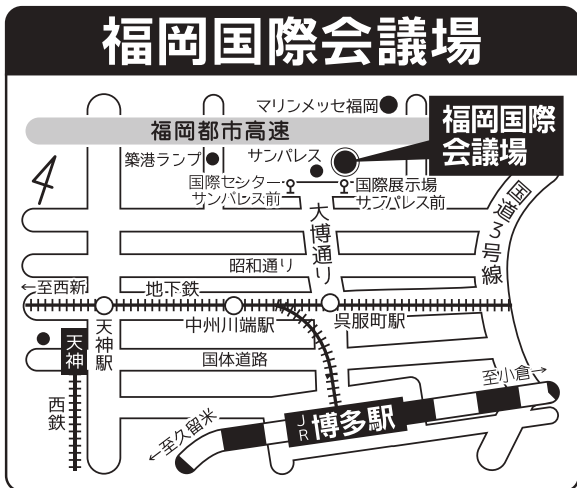 福岡国際会議場
マリンメッセ福岡
福岡都市高速
福岡国際
会議場
築港ランプ
サンパレス
国際センター
サンパレス前
国際展示場
サンパレス前
大博通り
国道3号線
昭和通り
←至西新
地下鉄
天神駅
中州川端駅
呉服町駅
天神
国体道路
西鉄
至小倉→
JR博多駅
←至久留米